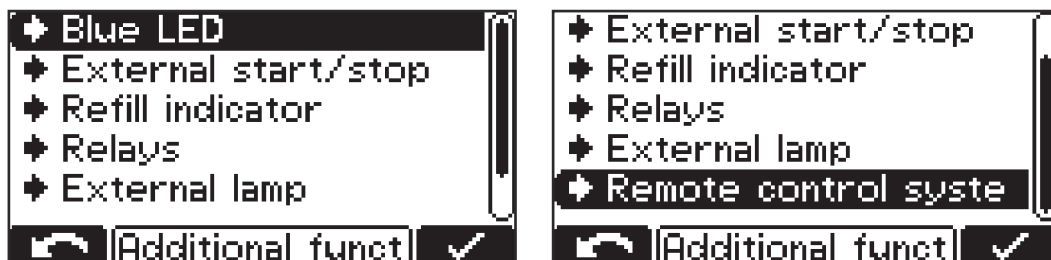 Blue LED
External start/stop
Refill indicator
Relays
External lamp
Additional funct
External start/stop
Refill indicator
Relays
External lamp
Remote control syste
Additional funct